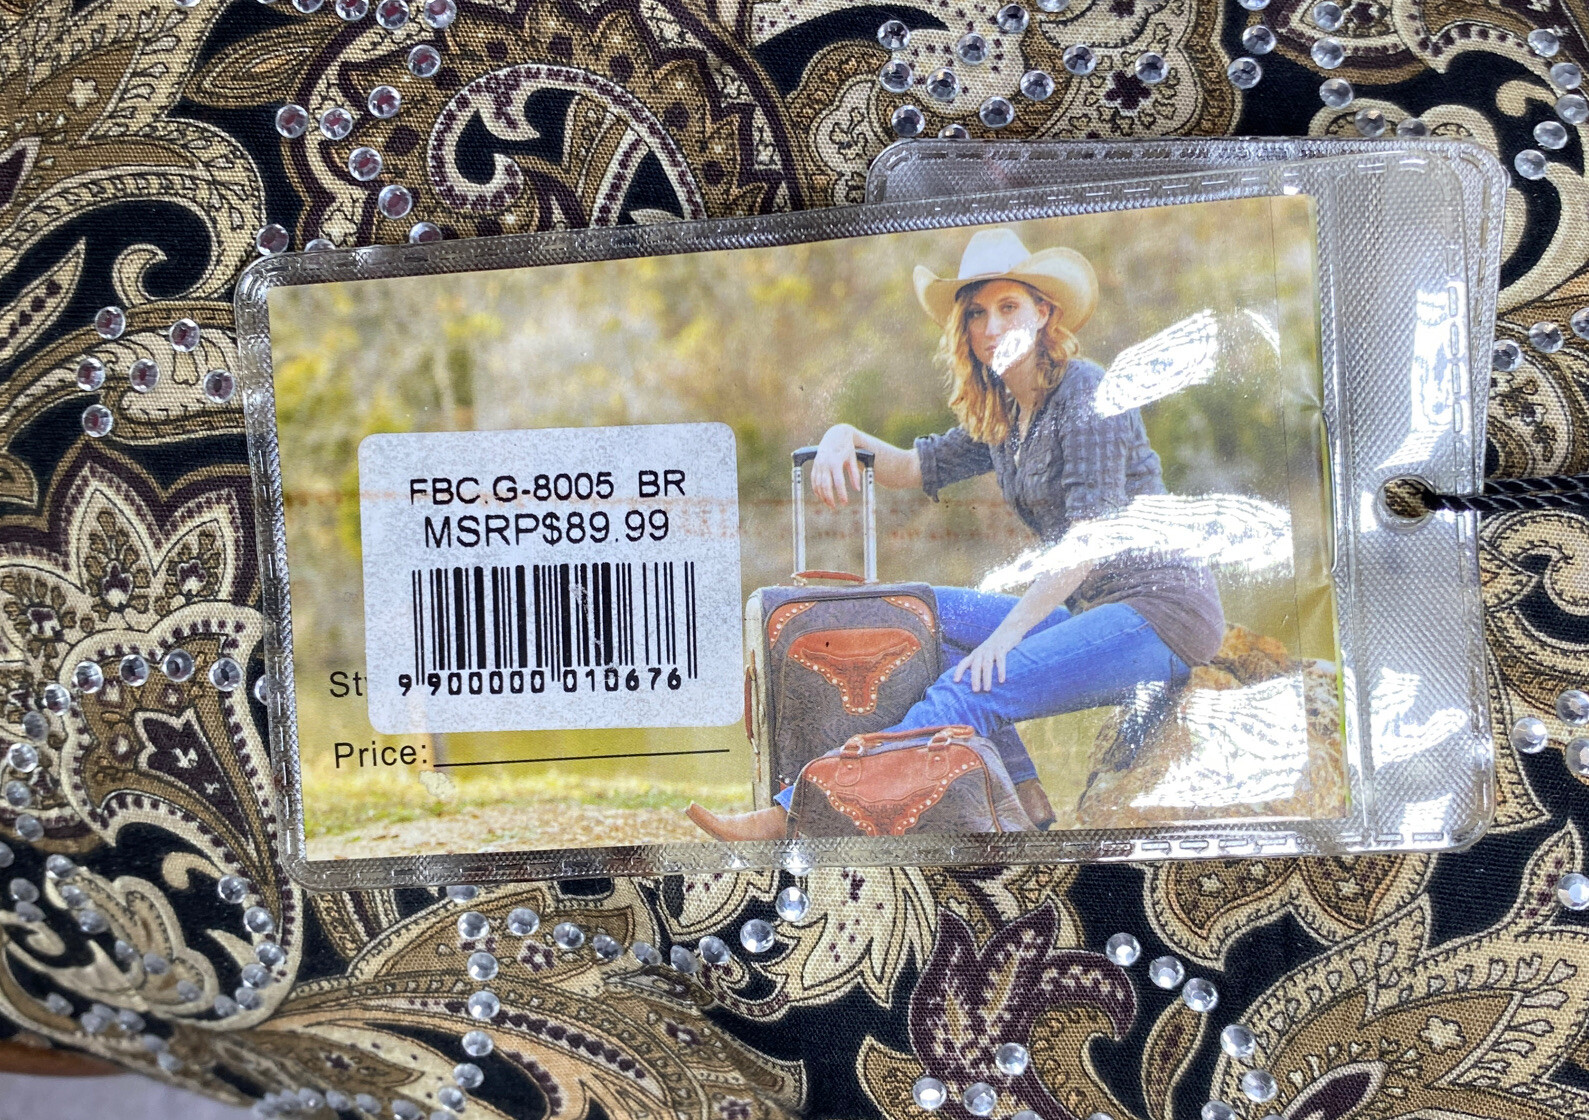 FBC.G-8005 BR
MSRP$89.99
9 900000 010676
St
Price: